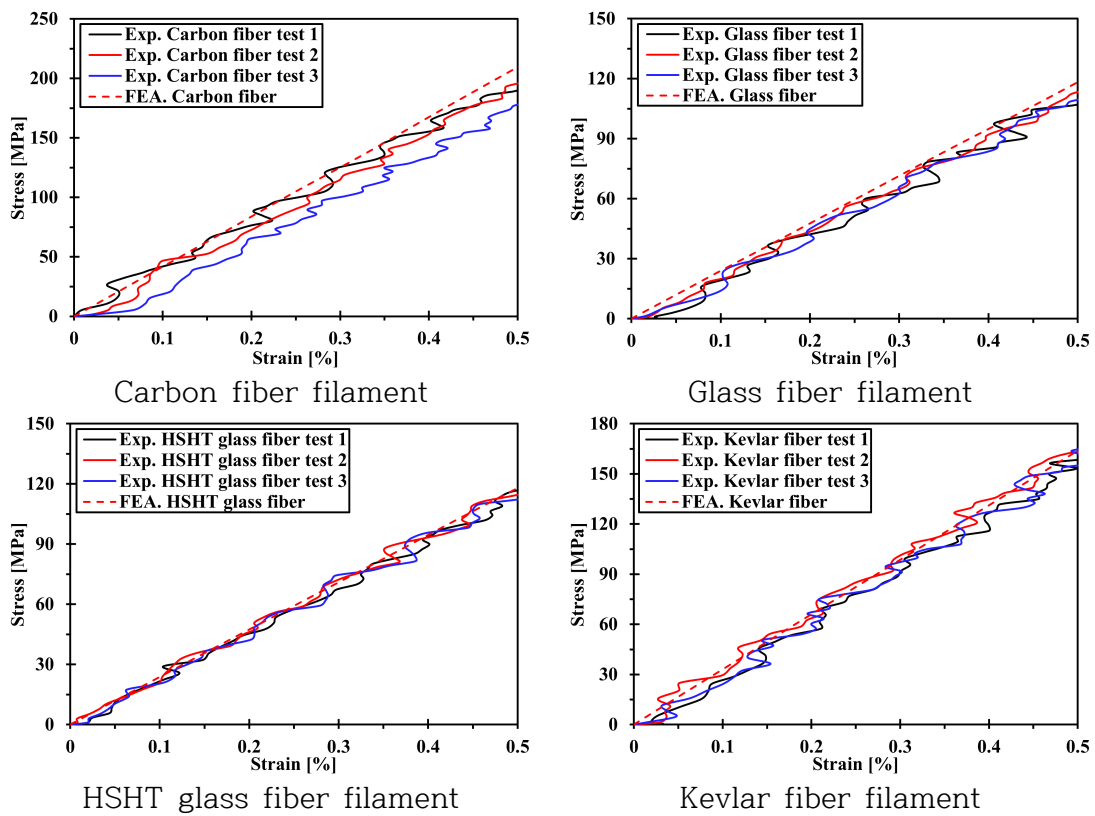 250
200
150
100
50
0
Stress [MPa]
Exp. Carbon fiber test 1
Exp. Carbon fiber test 2
Exp. Carbon fiber test 3
FEA. Carbon fiber
0 0.1 0.2 0.3 0.4 0.5
Strain [%]
Carbon fiber filament
150
120
90
60
30
0
Stress [MPa]
Exp. Glass fiber test 1
Exp. Glass fiber test 2
Exp. Glass fiber test 3
FEA. Glass fiber
0 0.1 0.2 0.3 0.4 0.5
Strain [%]
Glass fiber filament
150
120
90
60
30
0
Stress [MPa]
Exp. HSHT glass fiber test 1
Exp. HSHT glass fiber test 2
Exp. HSHT glass fiber test 3
FEA. HSHT glass fiber
0 0.1 0.2 0.3 0.4 0.5
Strain [%]
HSHT glass fiber filament
180
150
120
90
60
30
0
Stress [MPa]
Exp. Kevlar fiber test 1
Exp. Kevlar fiber test 2
Exp. Kevlar fiber test 3
FEA. Kevlar fiber
0 0.1 0.2 0.3 0.4 0.5
Strain [%]
Kevlar fiber filament